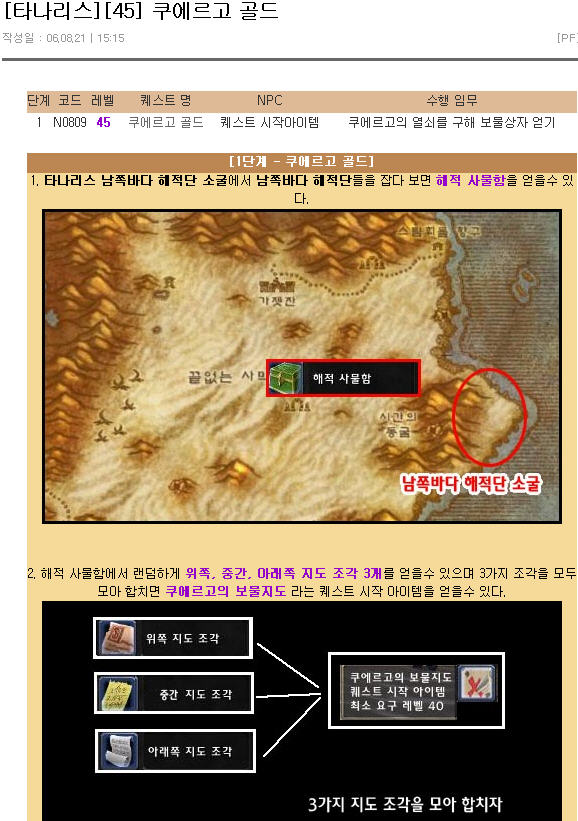 [타나리스][45] 쿠에르고 골드
작성일 : 06,08,21 | 15:15
[PF]
단계 코드 레벨 퀘스트 명 NPC 수행 임무
1 N0809 45 쿠에르고 골드 퀘스트 시작아이템 쿠에르고의 열쇠를 구해 보물상자 얻기
[1단계 - 쿠에르고 골드]
1. 타나리스 남쪽바다 해적단 소굴에서 남쪽바다 해적단들을 잡다 보면 해적 사물함을 얻을수 있
다.
스팀휘들 항구
가젯잔
끝없는 사막
해적 사물함
시간의
동굴
남쪽바다 해적단 소굴
2. 해적 사물함에서 랜덤하게 위쪽, 중간, 아래쪽 지도 조각 3개를 얻을수 있으며 3가지 조각을 모두
모아 합치면 쿠에르고의 보물지도 라는 퀘스트 시작 아이템을 얻을수 있다.
위쪽 지도 조각
중간 지도 조각
아래쪽 지도 조각
쿠에르고의 보물지도
퀘스트 시작 아이템
최소 요구 레벨 40
3가지 지도 조각을 모아 합치자